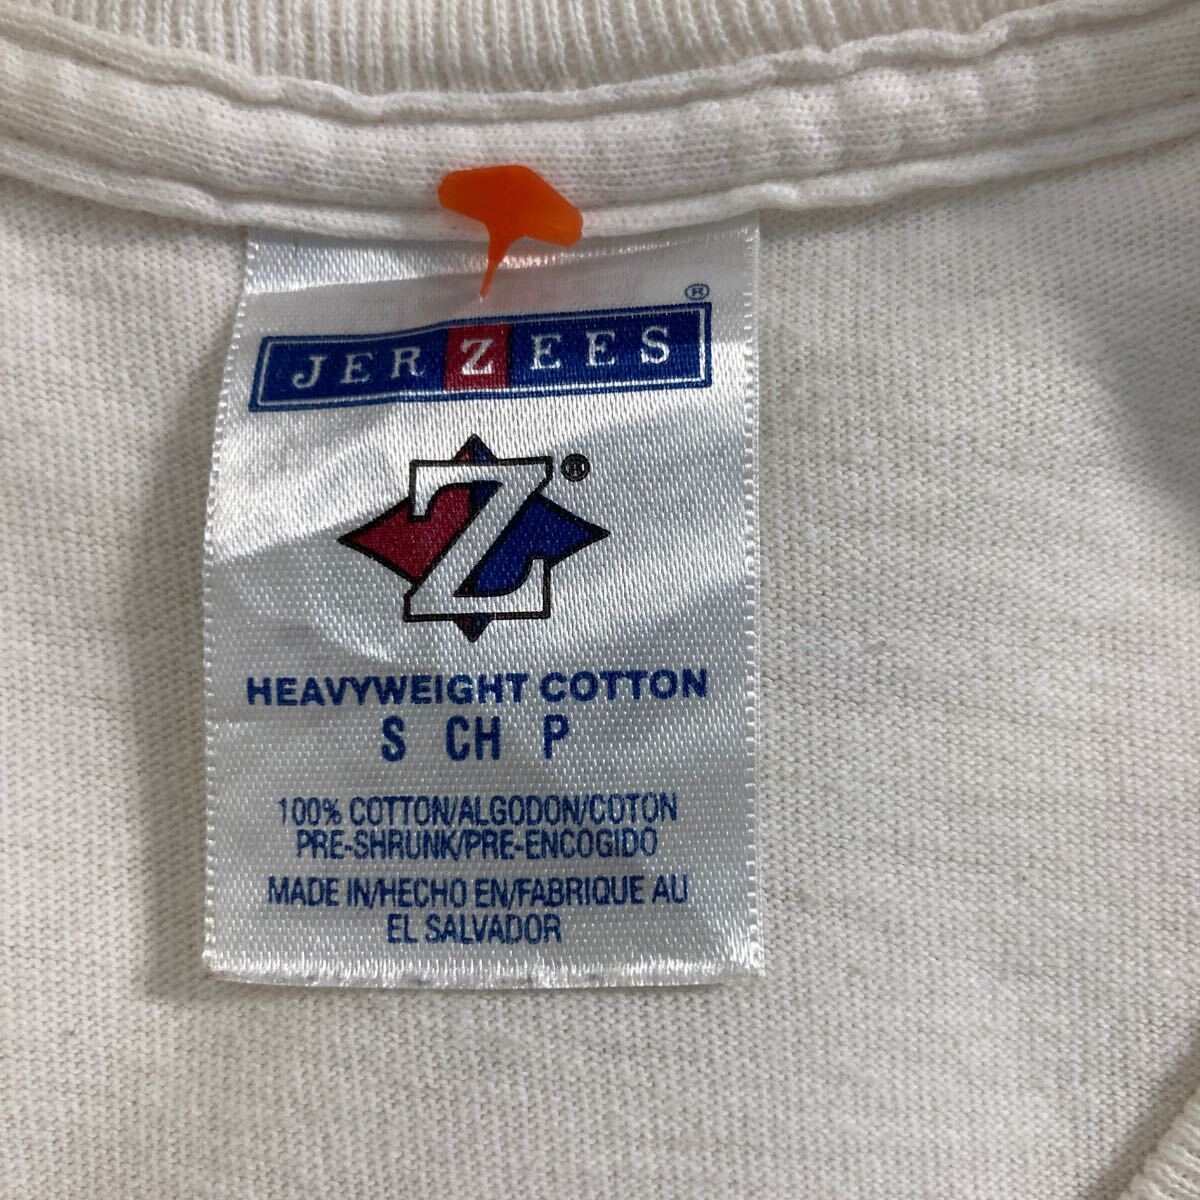 JERZEES®
Z®
HEAVYWEIGHT COTTON
S CH P
100% COTTON/ALGODON/COTON
PRE-SHRUNK/PRE-ENCOGIDO
MADE IN/HECHO EN/FABRIQUE AU
EL SALVADOR